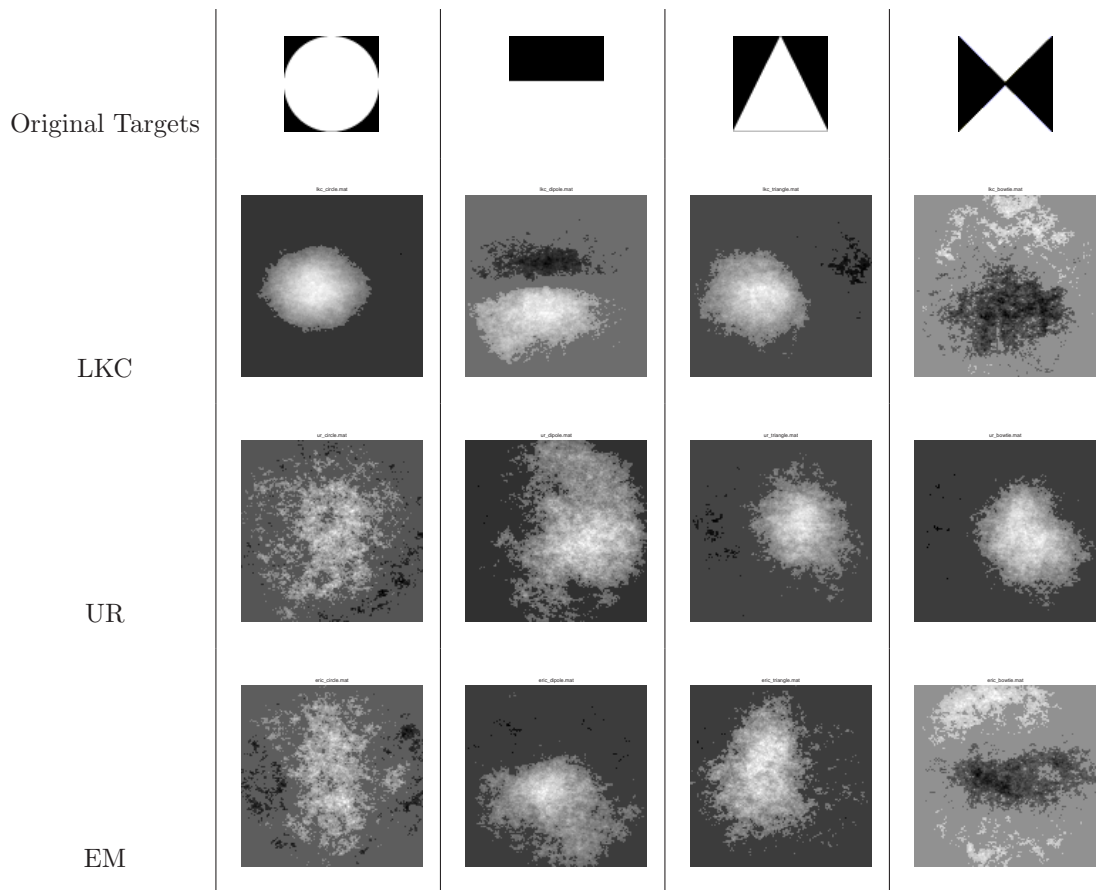 Original Targets
lkc_circle.mat
lkc_dipole.mat
lkc_triangle.mat
lkc_bowtie.mat
LKC
ur_circle.mat
ur_dipole.mat
ur_triangle.mat
ur_bowtie.mat
UR
eric_circle.mat
eric_dipole.mat
eric_triangle.mat
eric_bowtie.mat
EM